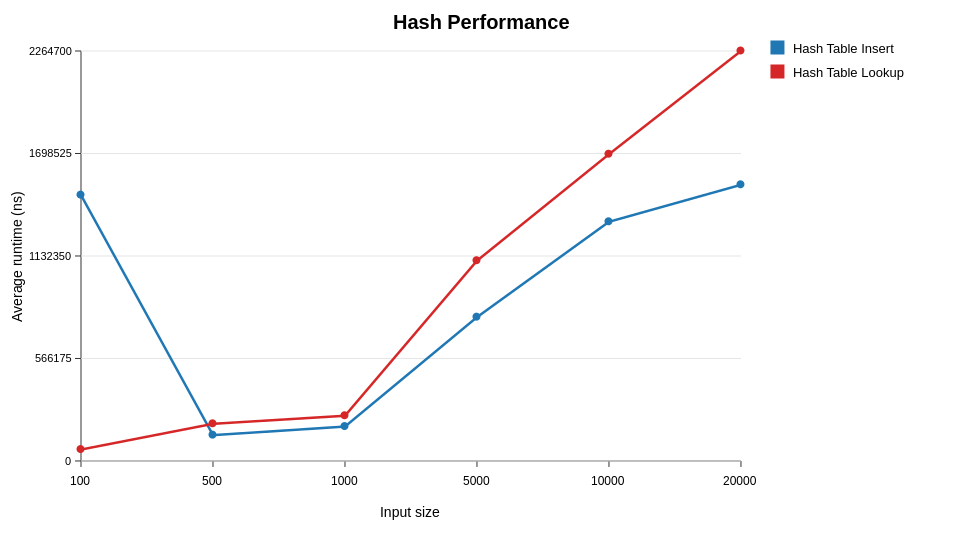 Hash Performance
Hash Table Insert
Hash Table Lookup
2264700
1698525
1132350
566175
0
Average runtime (ns)
100 500 1000 5000 10000 20000
Input size